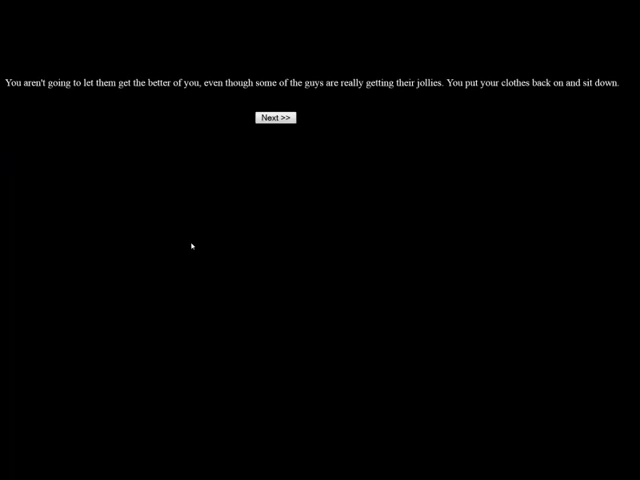 You aren't going to let them get the better of you, even though some of the guys are really getting their jollies. You put your clothes back on and sit down.
Next >>